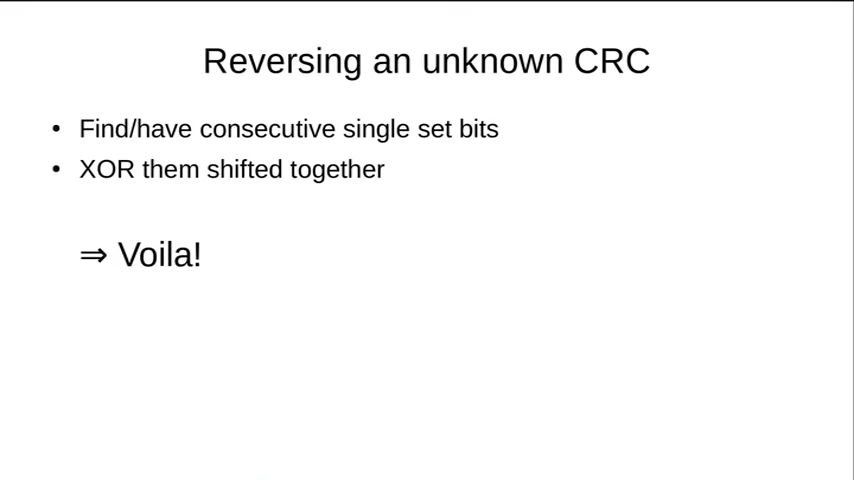 Reversing an unknown CRC
• Find/have consecutive single set bits
• XOR them shifted together
⇒ Voila!